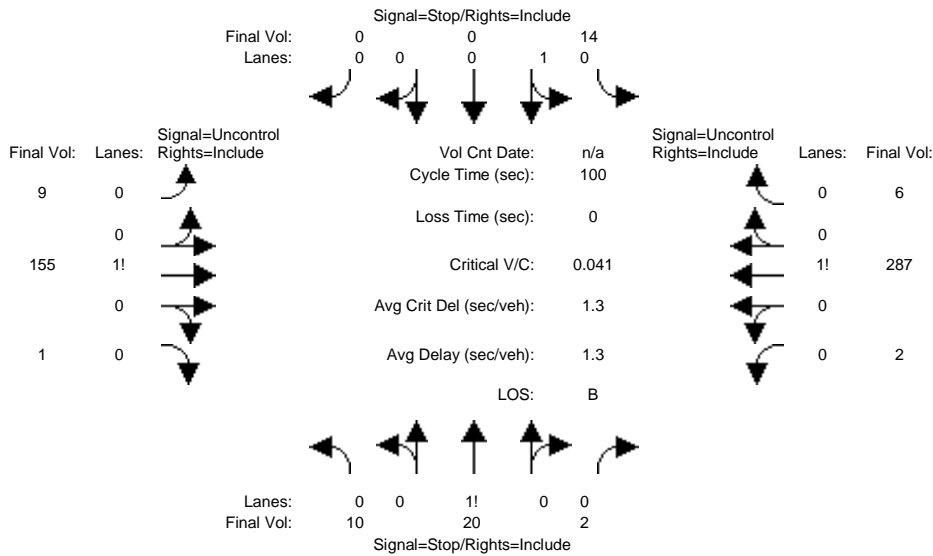 Signal=Stop/Rights=Include
Final Vol: 0 0 14
Lanes: 0 0 0 1 0
Signal=Uncontrol
Final Vol: Lanes: Rights=Include
Vol Cnt Date: n/a
Signal=Uncontrol
Rights=Include Lanes: Final Vol:
Cycle Time (sec): 100
9 0
0 6
Loss Time (sec): 0
0
0
155 1!
Critical V/C: 0.041
1! 287
0
Avg Crit Del (sec/veh): 1.3
0
1 0
Avg Delay (sec/veh): 1.3
0 2
LOS: B
Lanes: 0 0 1! 0 0
Final Vol: 10 20 2
Signal=Stop/Rights=Include